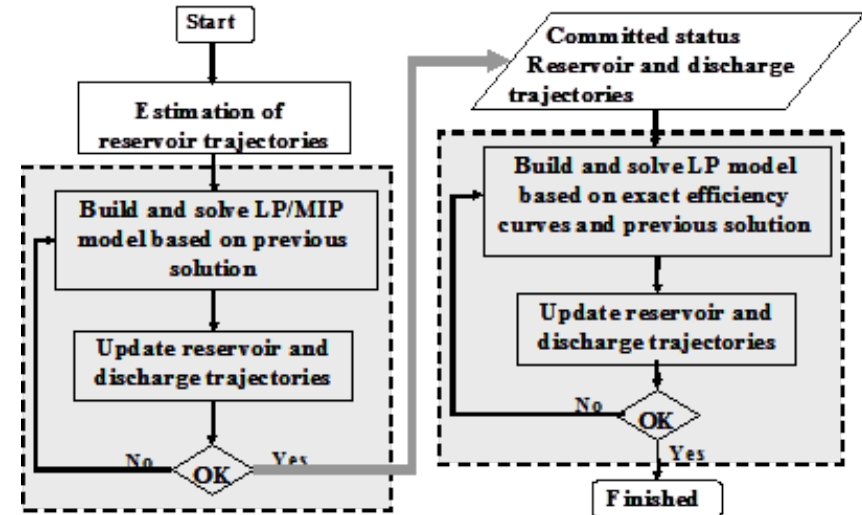 Start
Estimation of
reservoir trajectories
Build and solve LP/MIP
model based on previous
solution
Update reservoir and
discharge trajectories
No
OK
Yes
Committed status
Reservoir and discharge
trajectories
Build and solve LP model
based on exact efficiency
curves and previous solution
Update reservoir and
discharge trajectories
No
OK
Yes
Finished